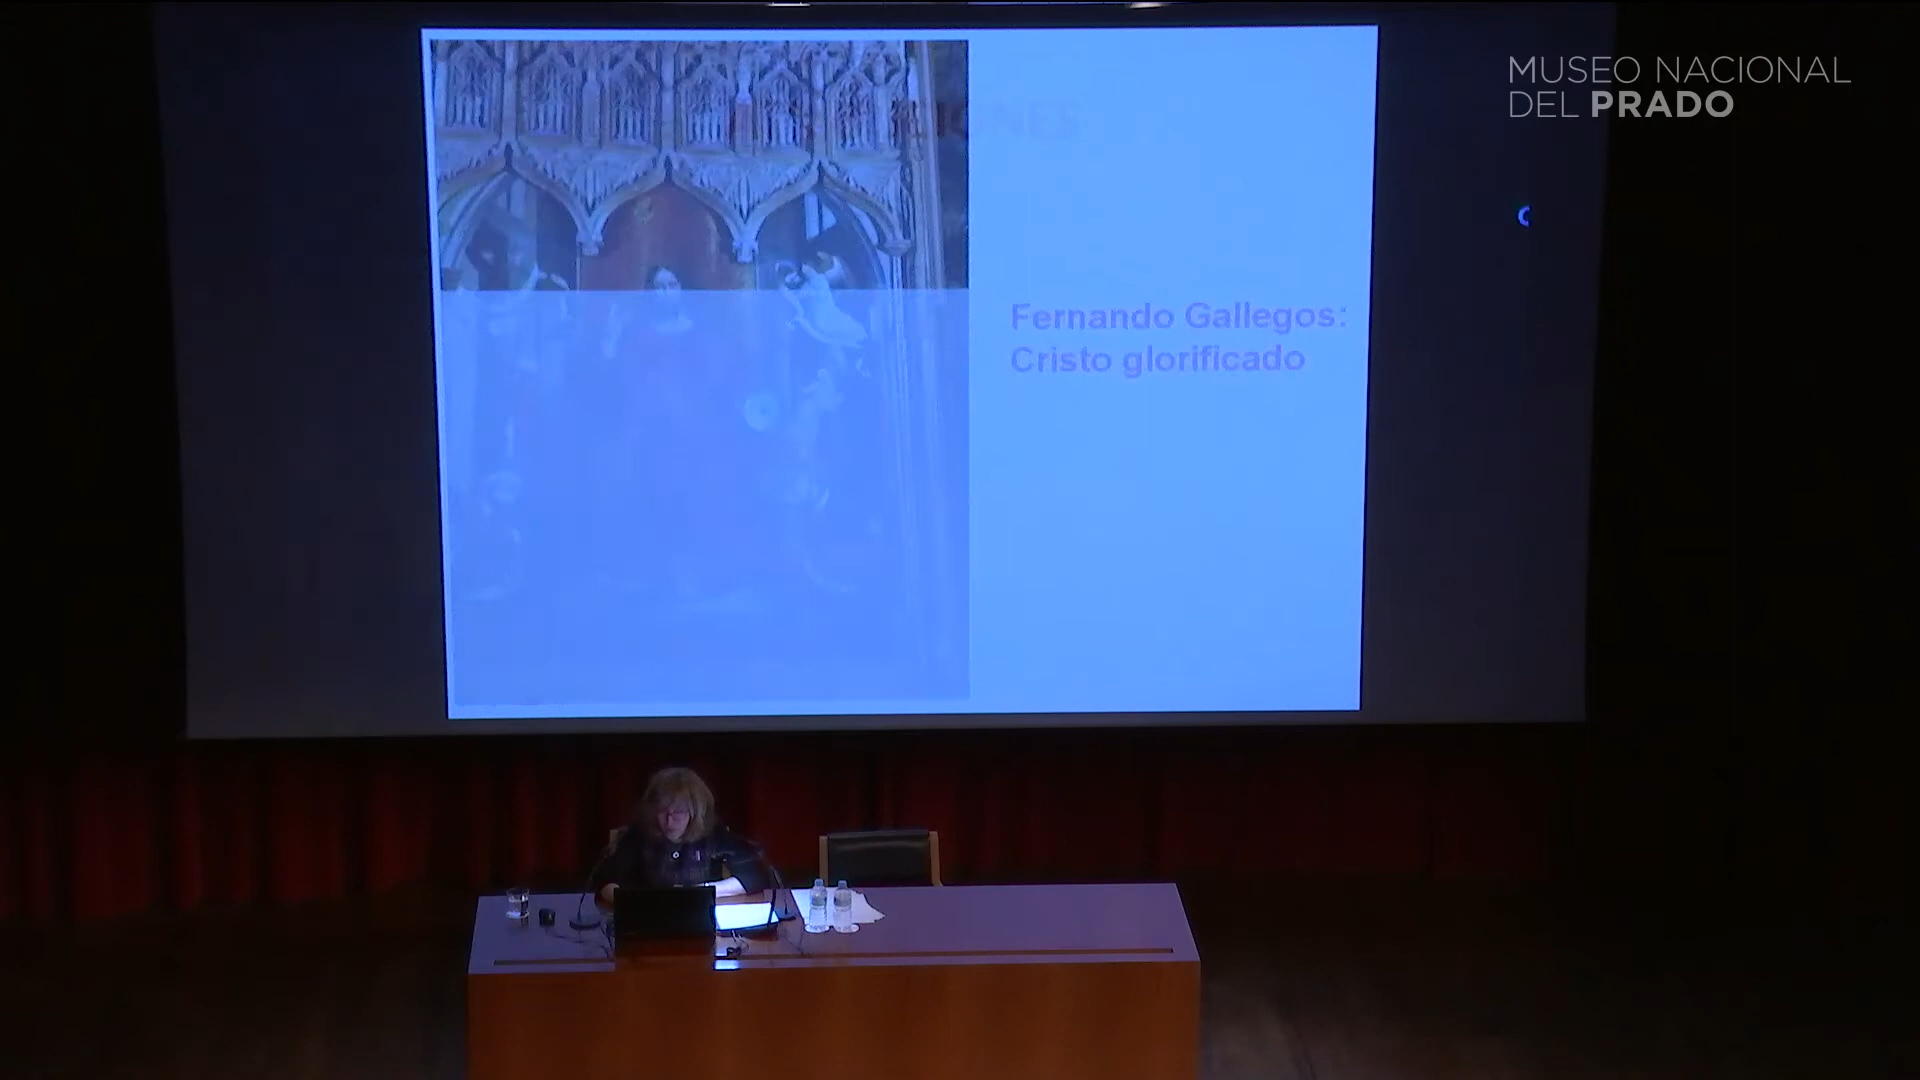 MUSEO NACIONAL
DEL PRADO
Fernando Gallegos:
Cristo glorificado